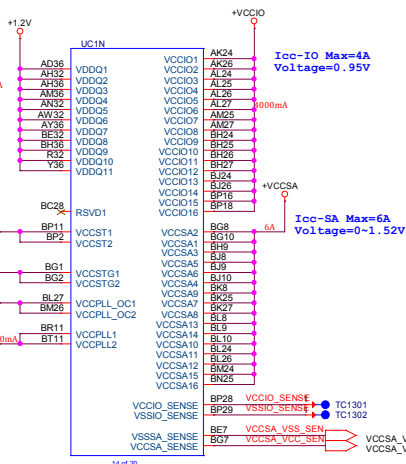 +VCCIO
+1.2V
UC1N
Icc-IO Max=4A
Voltage=0.95V
AD36 VDDQ1 VCCIO1 AK24
AH32 VDDQ2 VCCIO2 AK26
AH36 VDDQ3 VCCIO3 AL24
AM36 VDDQ4 VCCIO4 AL25
AN32 VDDQ5 VCCIO5 AL26
AW32 VDDQ6 VCCIO6 AL27 4000mA
AY36 VDDQ7 VCCIO7 AM25
BE32 VDDQ8 VCCIO8 AM27
BH36 VDDQ9 VCCIO9 BH24
R32 VDDQ10 VCCIO10 BH25
Y36 VDDQ11 VCCIO11 BH26
VCCIO12 BH27
VCCIO13 BJ24
VCCIO14 BJ26
VCCIO15 BP16
BC28 RSVD1 VCCIO16 BP18
+VCCSA
Icc-SA Max=6A
Voltage=0~1.52V
BP11 VCCST1 VCCSA2 BG8 6A
BP2 VCCST2 VCCSA1 BG10
VCCSA3 BH9
VCCSA5 BJ8
BG1 VCCSTG1 VCCSA6 BJ9
BG2 VCCSTG2 VCCSA4 BJ10
VCCSA9 BK8
BL27 VCCPLL_OC1 VCCSA7 BK25
BM26 VCCPLL_OC2 VCCSA8 BK27
VCCSA13 BL8
BR11 VCCPLL1 VCCSA14 BL9
BT11 VCCPLL2 VCCSA10 BL10
VCCSA11 BL24
VCCSA12 BL26
VCCSA15 BM24
VCCSA16 BN25
VCCIO_SENSE BP28 VCCIO_SENSE TC1301
VSSIO_SENSE BP29 VSSIO_SENSE TC1302
VSSSA_SENSE BE7 VCCSA_VSS_SEN
VCCSA_SENSE BG7 VCCSA_VCC_SEN
VCCSA_V
VCCSA_V
14 of 20